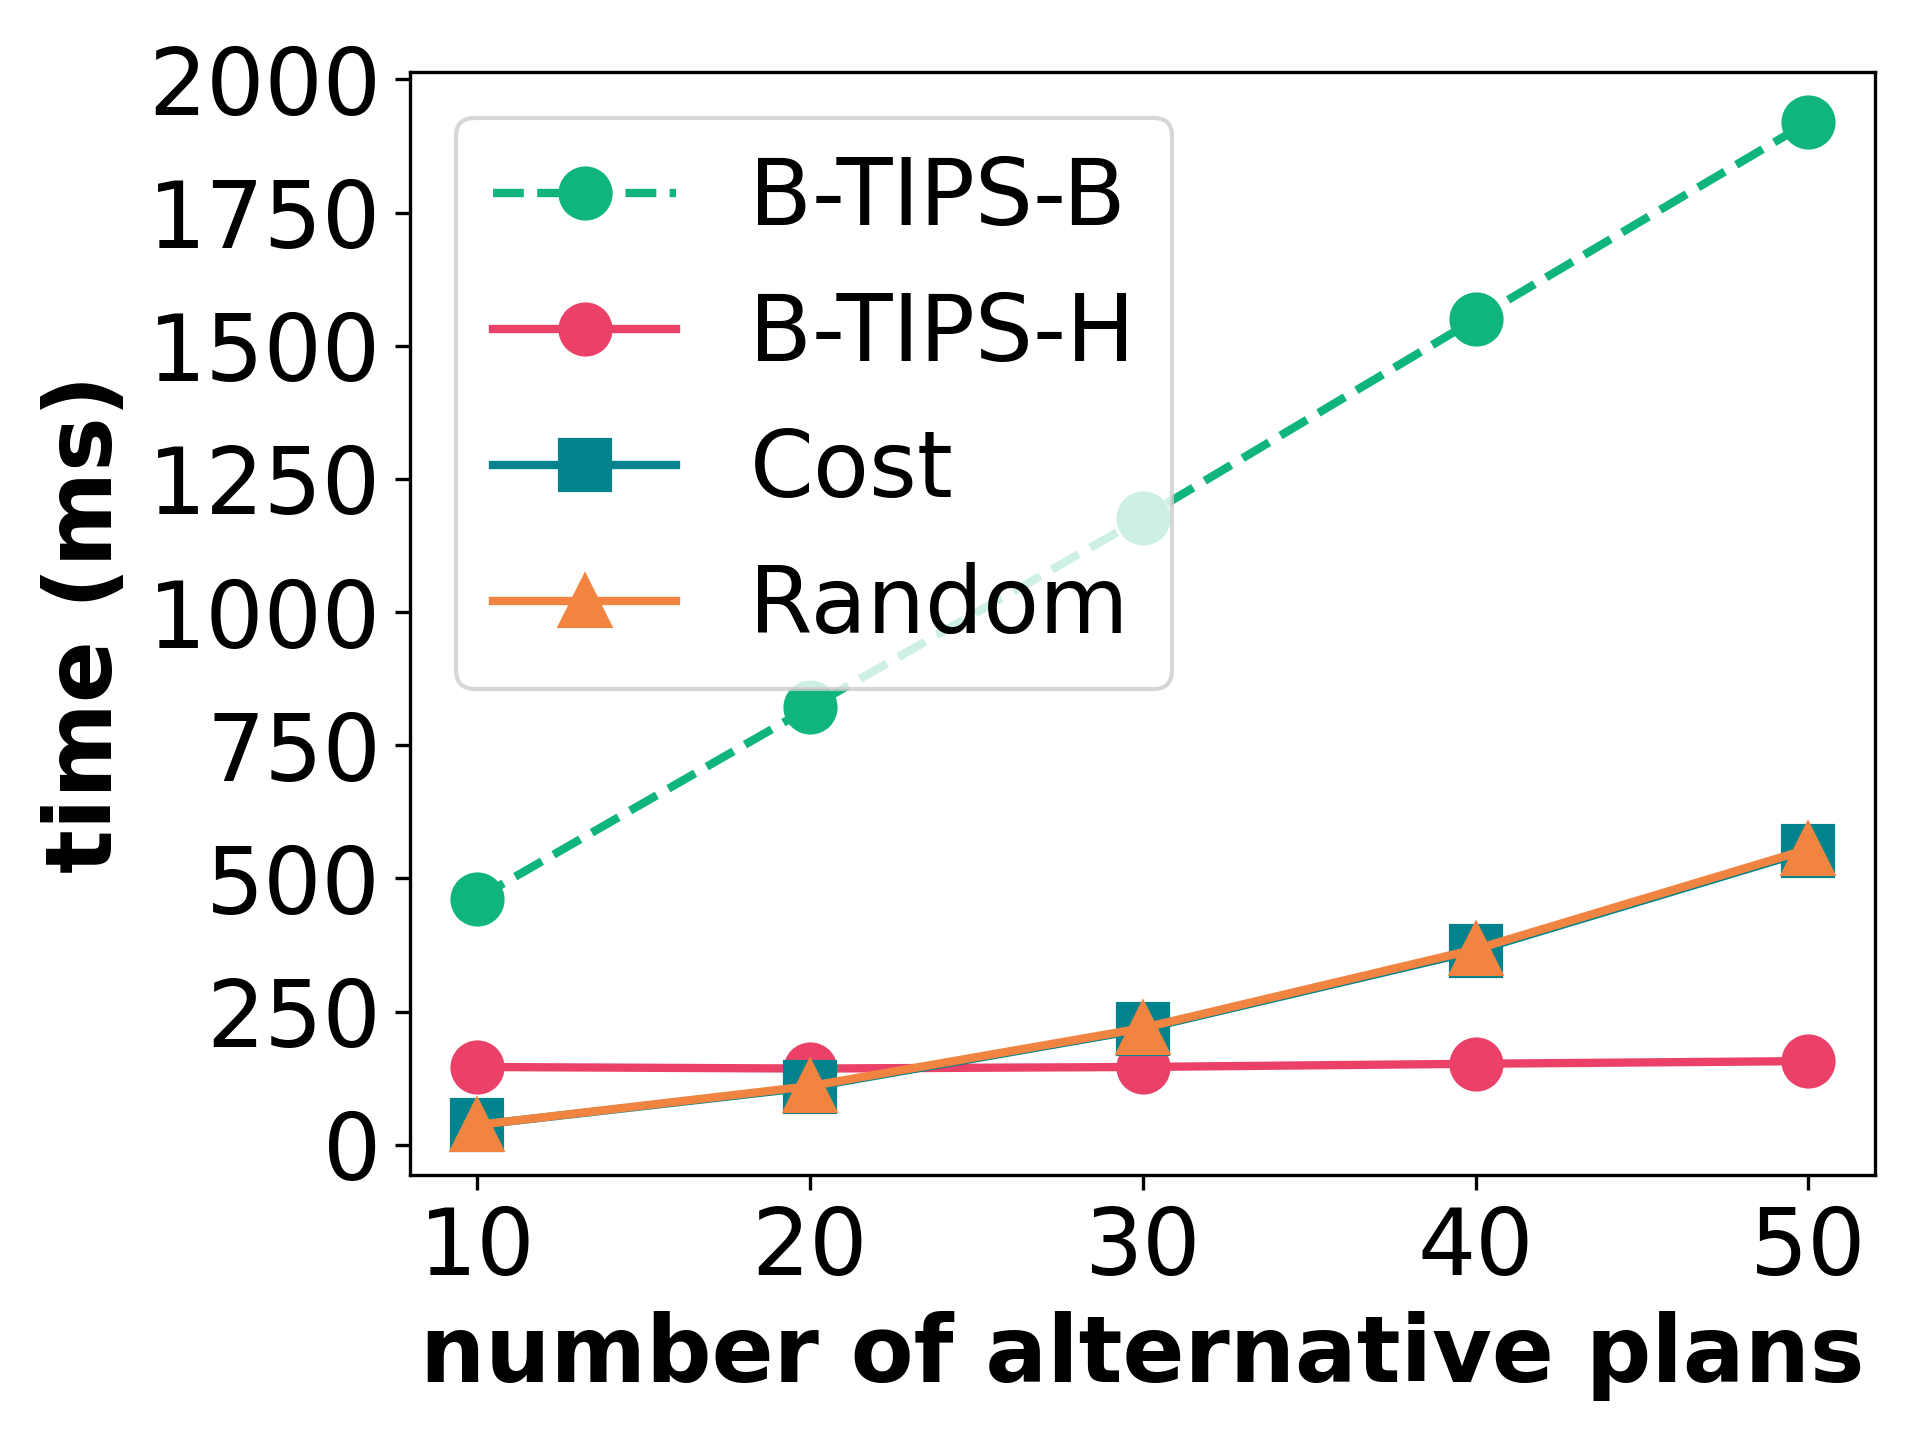 2000
1750
1500
1250
1000
750
500
250
0
time (ms)
B-TIPS-B
B-TIPS-H
Cost
Random
10 20 30 40 50
number of alternative plans